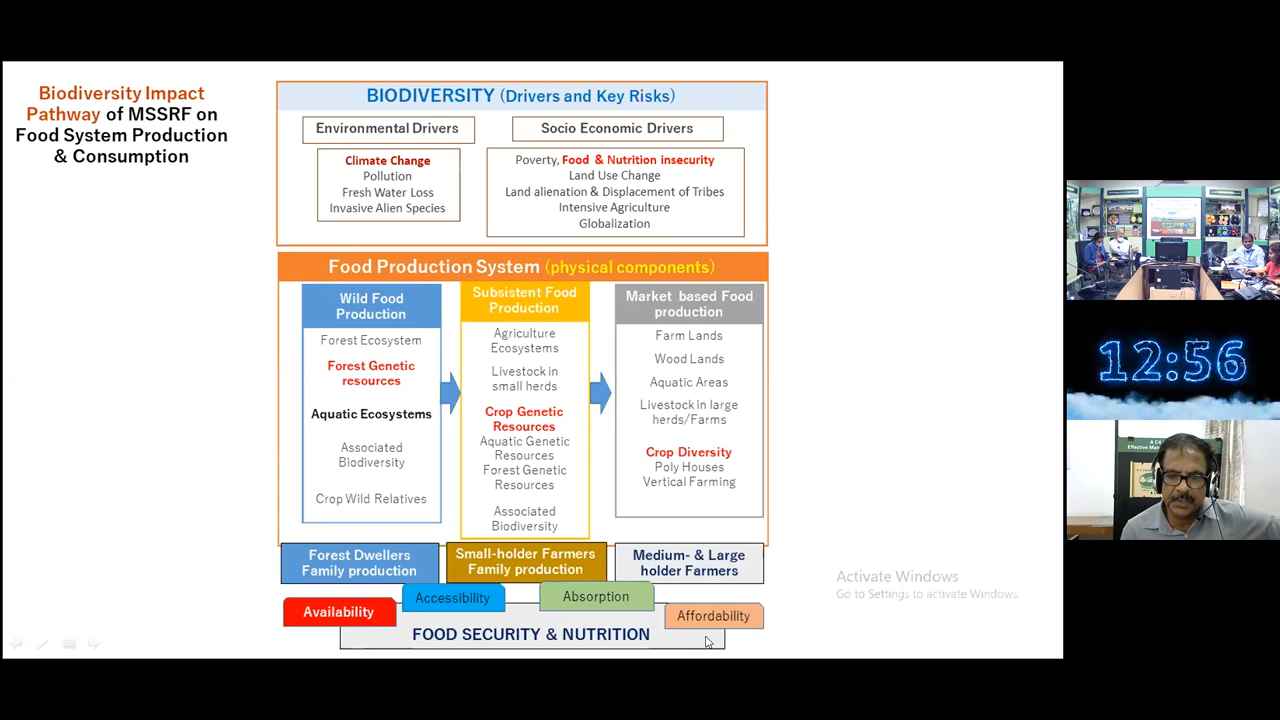 Biodiversity Impact
Pathway of MSSRF on
Food System Production
& Consumption
BIODIVERSITY (Drivers and Key Risks)
Environmental Drivers
Climate Change
Pollution
Fresh Water Loss
Invasive Alien Species
Socio Economic Drivers
Poverty, Food & Nutrition insecurity
Land Use Change
Land alienation & Displacement of Tribes
Intensive Agriculture
Globalization
Food Production System (physical components)
Wild Food
Production
Forest Ecosystem
Forest Genetic
resources
Aquatic Ecosystems
Associated
Biodiversity
Crop Wild Relatives
Subsistent Food
Production
Agriculture
Ecosystems
Livestock in
small herds
Crop Genetic
Resources
Aquatic Genetic
Resources
Forest Genetic
Resources
Associated
Biodiversity
Market based Food
production
Farm Lands
Wood Lands
Aquatic Areas
Livestock in large
herds/Farms
Crop Diversity
Poly Houses
Vertical Farming
Forest Dwellers
Family production
Small-holder Farmers
Family production
Medium- & Large
holder Farmers
Availability
Accessibility
Absorption
Affordability
FOOD SECURITY & NUTRITION
Activate Windows
Go to Settings to activate Windows.
12:56
Effective Man